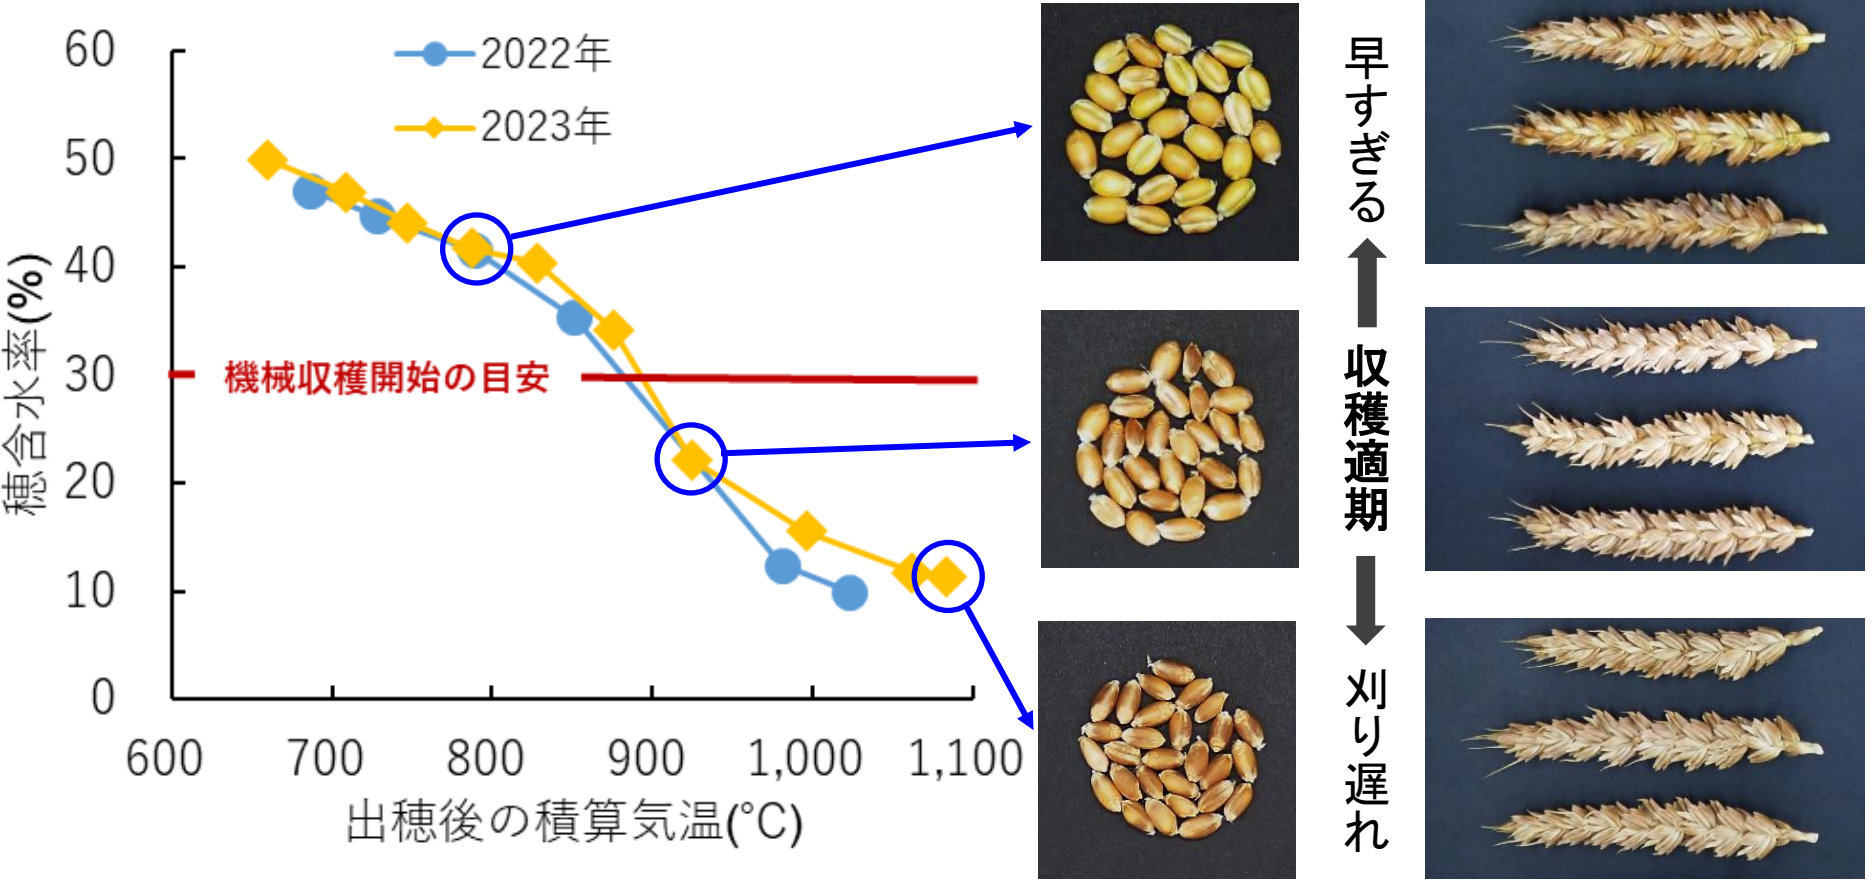 60
50
40
30
20
10
0
穂含水率(%)
2022年
2023年
機械収穫開始の目安
600
700
800
900
1,000
1,100
出穂後の積算気温(℃)
早すぎる
収穫適期
刈り遅れ